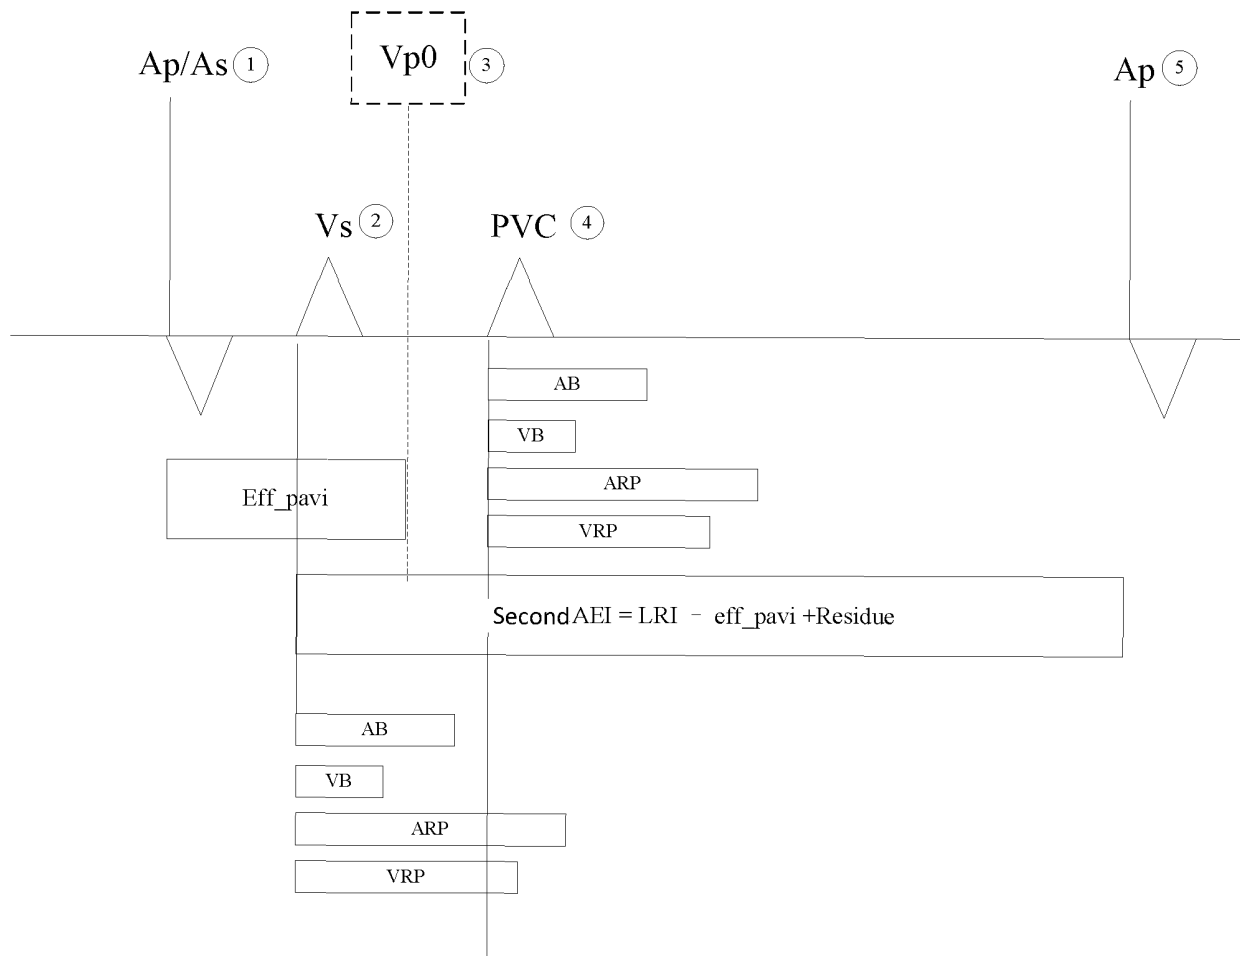 Ap/As 1
Vp0 3
Ap 5
Vs 2
PVC 4
AB
VB
ARP
VRP
Eff_pavi
Second AEI = LRI - eff_pavi +Residue
AB
VB
ARP
VRP